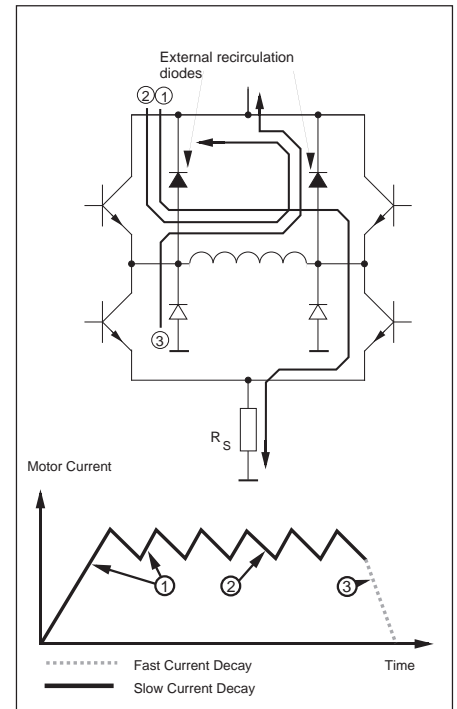 External recirculation
diodes
② ①
③
R S
Motor Current
① ② ③
Fast Current Decay
Time
Slow Current Decay